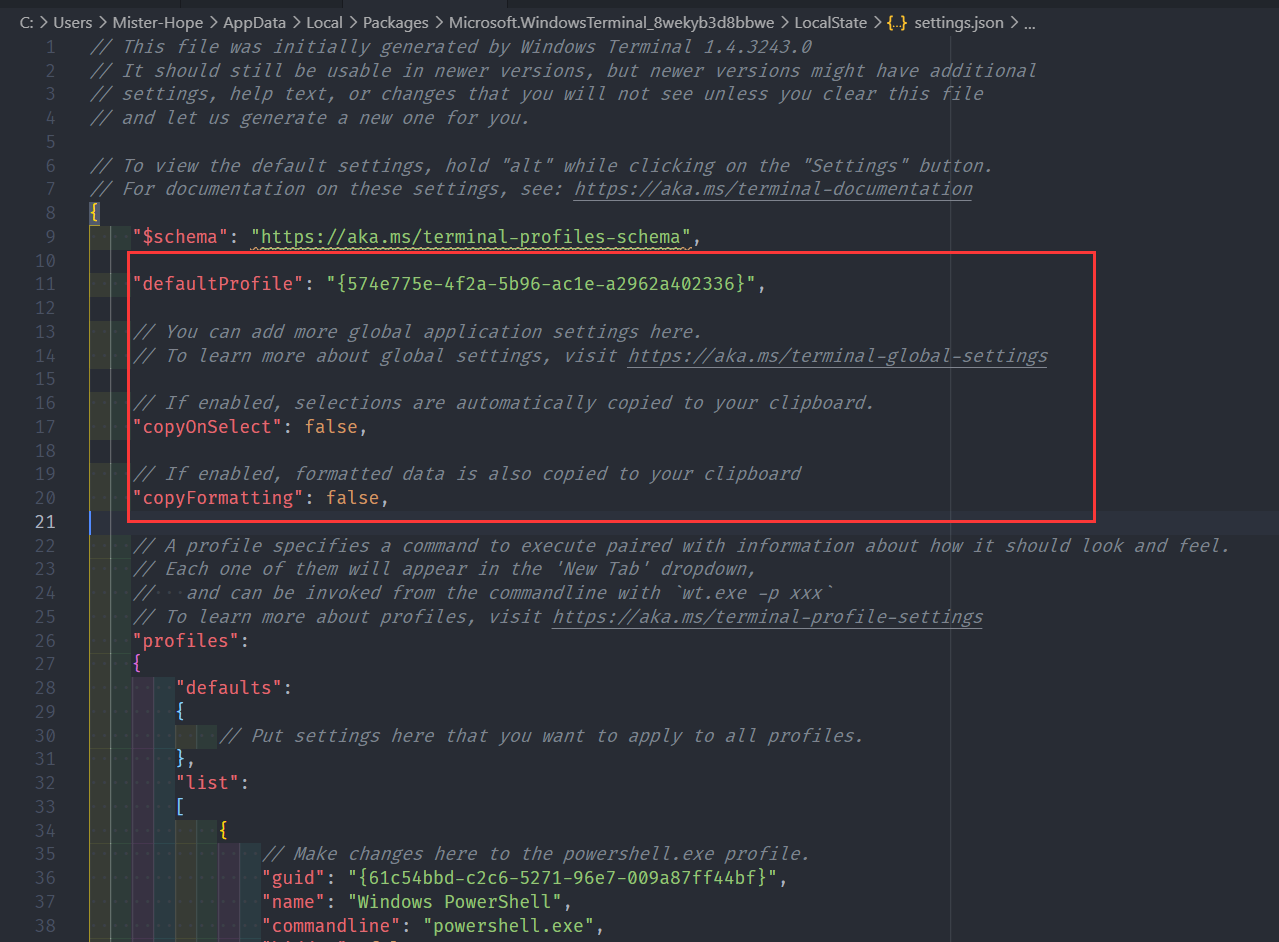 C: > Users > Mister-Hope > AppData > Local > Packages > Microsoft.WindowsTerminal_8wekyb3d8bbwe > LocalState > {..} settings.json > ...
1 // This file was initially generated by Windows Terminal 1.4.3243.0
2 // It should still be usable in newer versions, but newer versions might have additional
3 // settings, help text, or changes that you will not see unless you clear this file
4 // and let us generate a new one for you.
5
6 // To view the default settings, hold "alt" while clicking on the "Settings" button.
7 // For documentation on these settings, see: https://aka.ms/terminal-documentation
8 {
9 "$schema": "https://aka.ms/terminal-profiles-schema",
10
11 "defaultProfile": "{574e775e-4f2a-5b96-ac1e-a2962a402336}",
12
13 // You can add more global application settings here.
14 // To learn more about global settings, visit https://aka.ms/terminal-global-settings
15
16 // If enabled, selections are automatically copied to your clipboard.
17 "copyOnSelect": false,
18
19 // If enabled, formatted data is also copied to your clipboard
20 "copyFormatting": false,
21
22 // A profile specifies a command to execute paired with information about how it should look and feel.
23 // Each one of them will appear in the 'New Tab' dropdown,
24 //   and can be invoked from the commandline with `wt.exe -p xxx`
25 // To learn more about profiles, visit https://aka.ms/terminal-profile-settings
26 "profiles":
27 {
28 "defaults":
29 {
30 // Put settings here that you want to apply to all profiles.
31 },
32 "list":
33 [
34 {
35 // Make changes here to the powershell.exe profile.
36 "guid": "{61c54bbd-c2c6-5271-96e7-009a87ff44bf}",
37 "name": "Windows PowerShell",
38 "commandline": "powershell.exe",